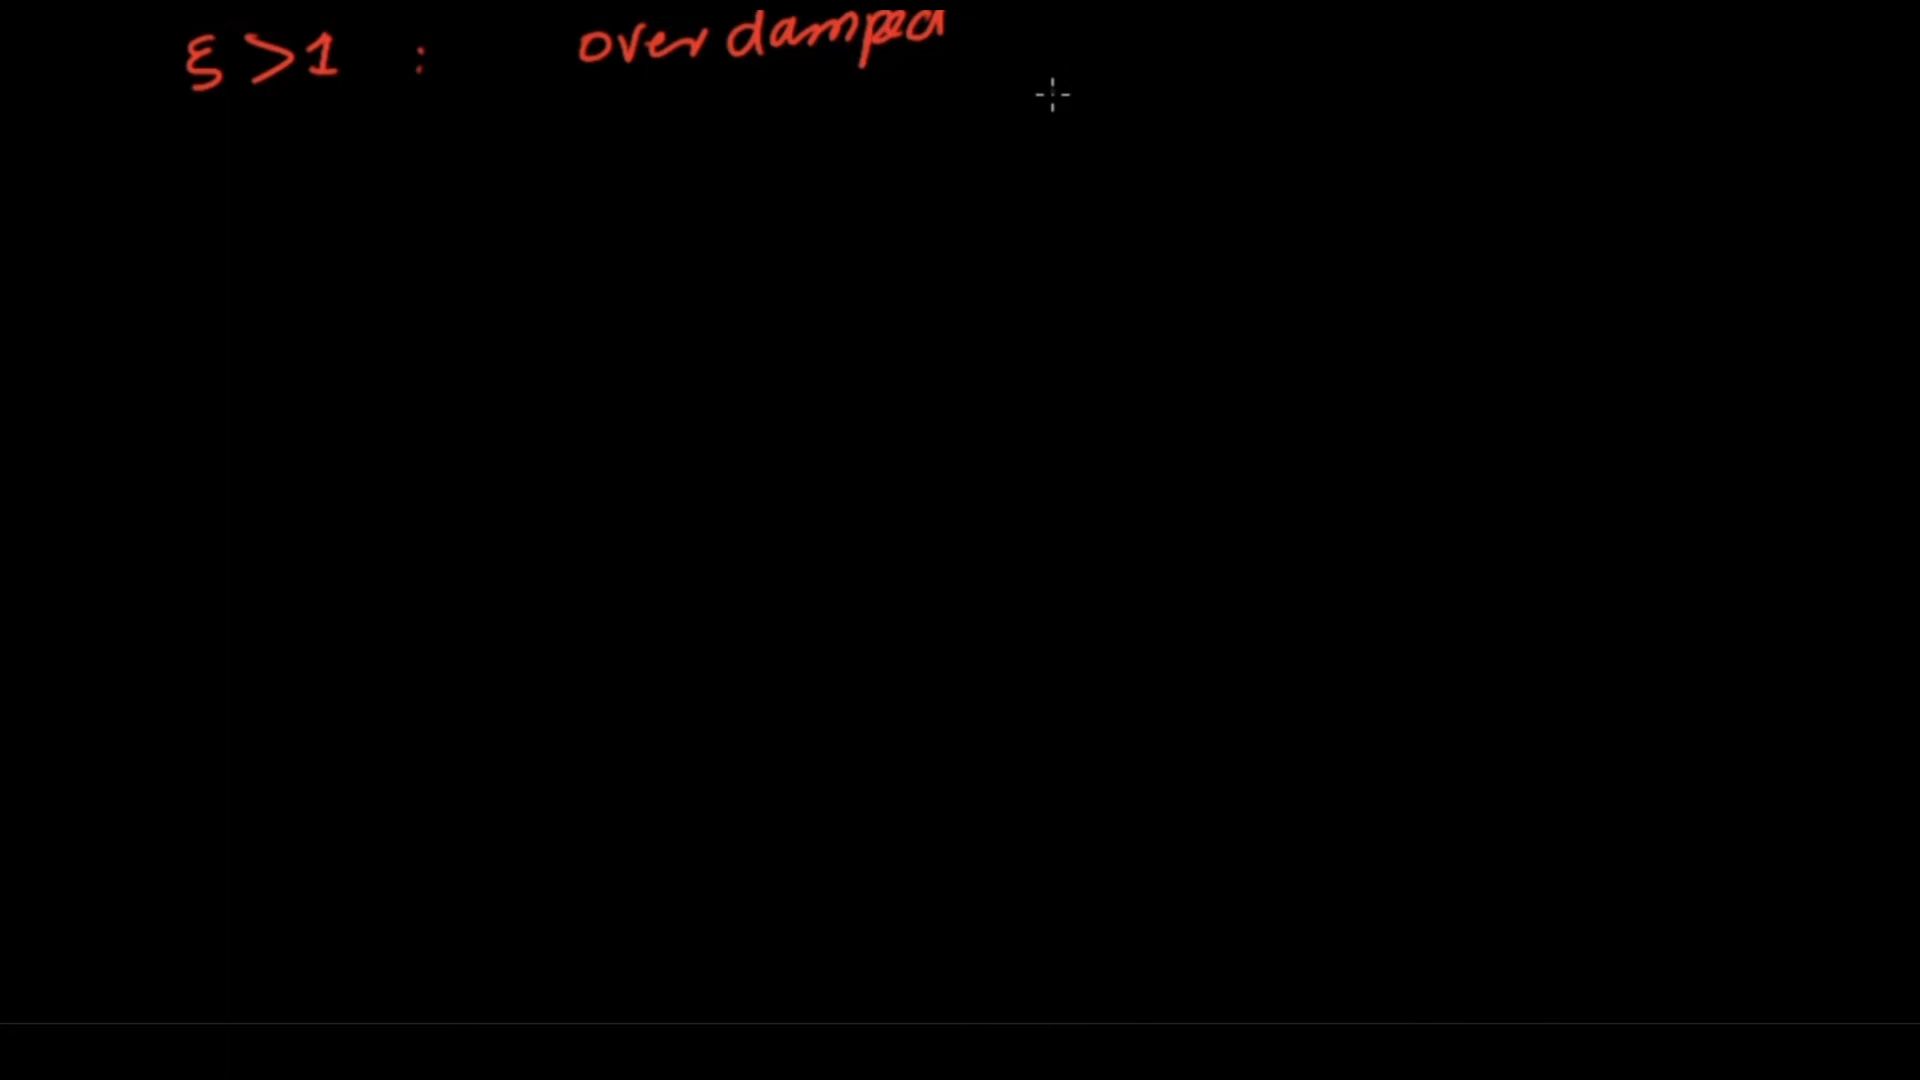 ξ >1 : over damped